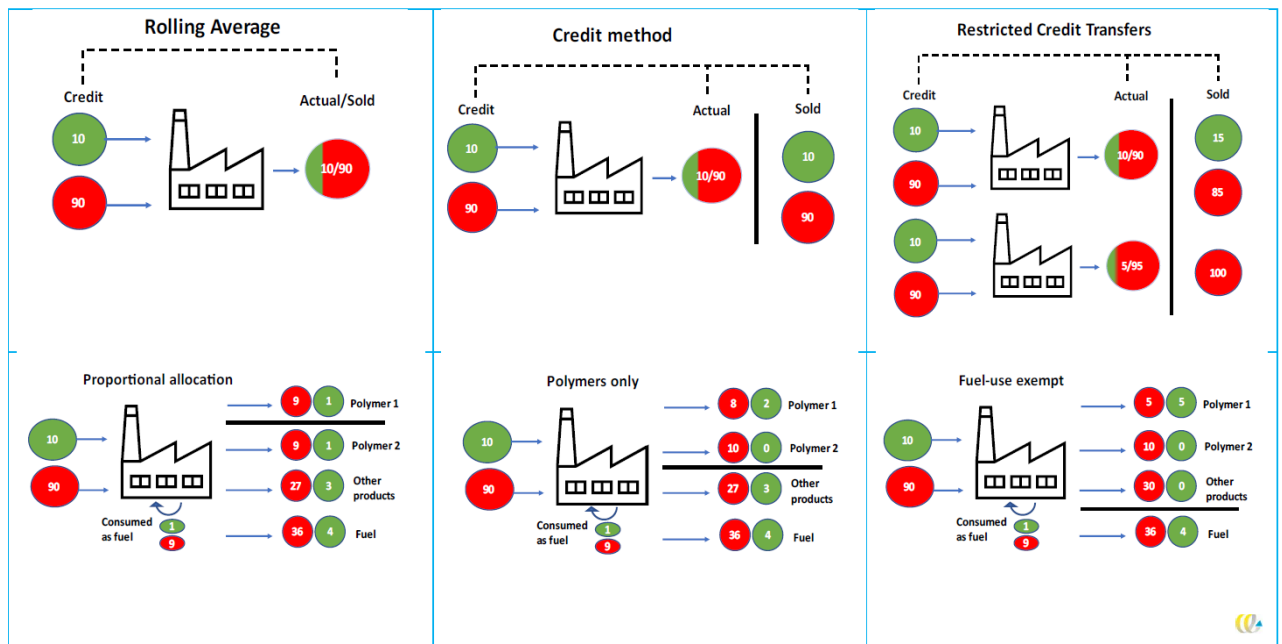 Rolling Average
Credit
Actual/Sold
10
10/90
90
Credit method
Credit
Actual
Sold
10
10
10/90
90
90
Restricted Credit Transfers
Credit
Actual
Sold
10
15
10/90
90
85
10
5/95
100
90
Proportional allocation
9 1 Polymer 1
10
9 1 Polymer 2
90
27 3 Other
products
Consumed
as fuel
1
9
36 4 Fuel
Polymers only
8 2 Polymer 1
10
10 0 Polymer 2
90
27 3 Other
products
Consumed
as fuel
1
9
36 4 Fuel
Fuel-use exempt
5 5 Polymer 1
10
10 0 Polymer 2
90
30 0 Other
products
Consumed
as fuel
1
9
36 4 Fuel